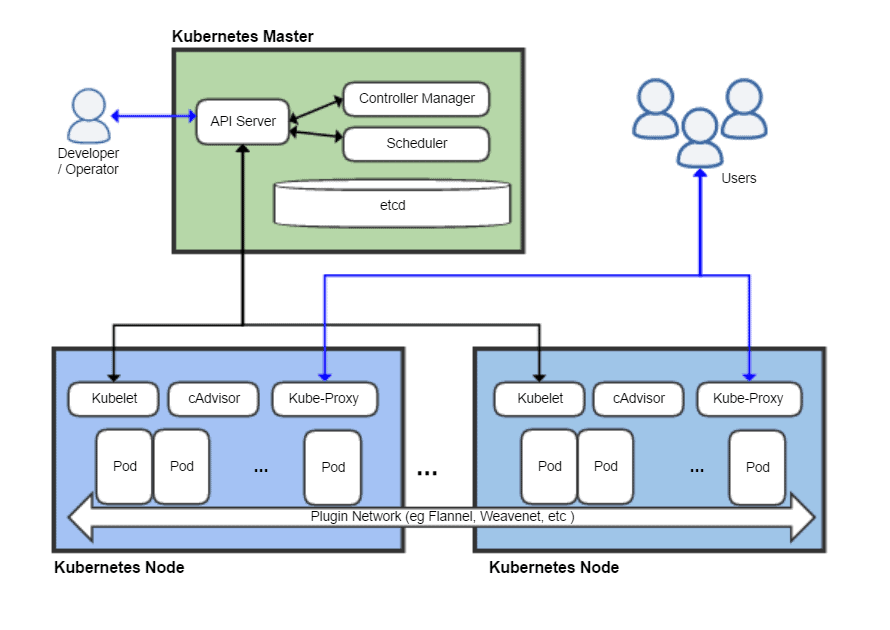 Kubernetes Master
API Server
Controller Manager
Scheduler
etcd
Developer
/ Operator
Users
Kubelet
cAdvisor
Kube-Proxy
Pod
Pod
...
Pod
...
Kubelet
cAdvisor
Kube-Proxy
Pod
Pod
...
Pod
Plugin Network (eg Flannel, Weavenet, etc )
Kubernetes Node
Kubernetes Node